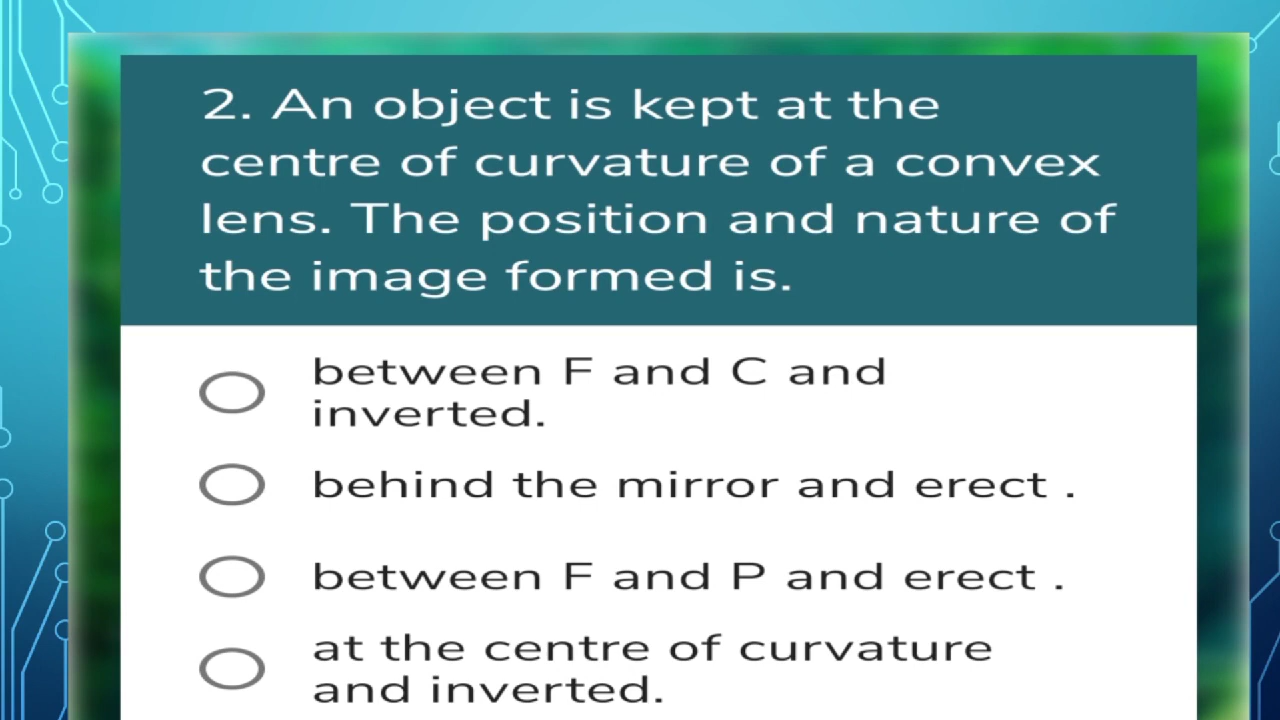 2. An object is kept at the
centre of curvature of a convex
lens. The position and nature of
the image formed is.
between F and C and
inverted.
behind the mirror and erect .
between F and P and erect .
at the centre of curvature
and inverted.